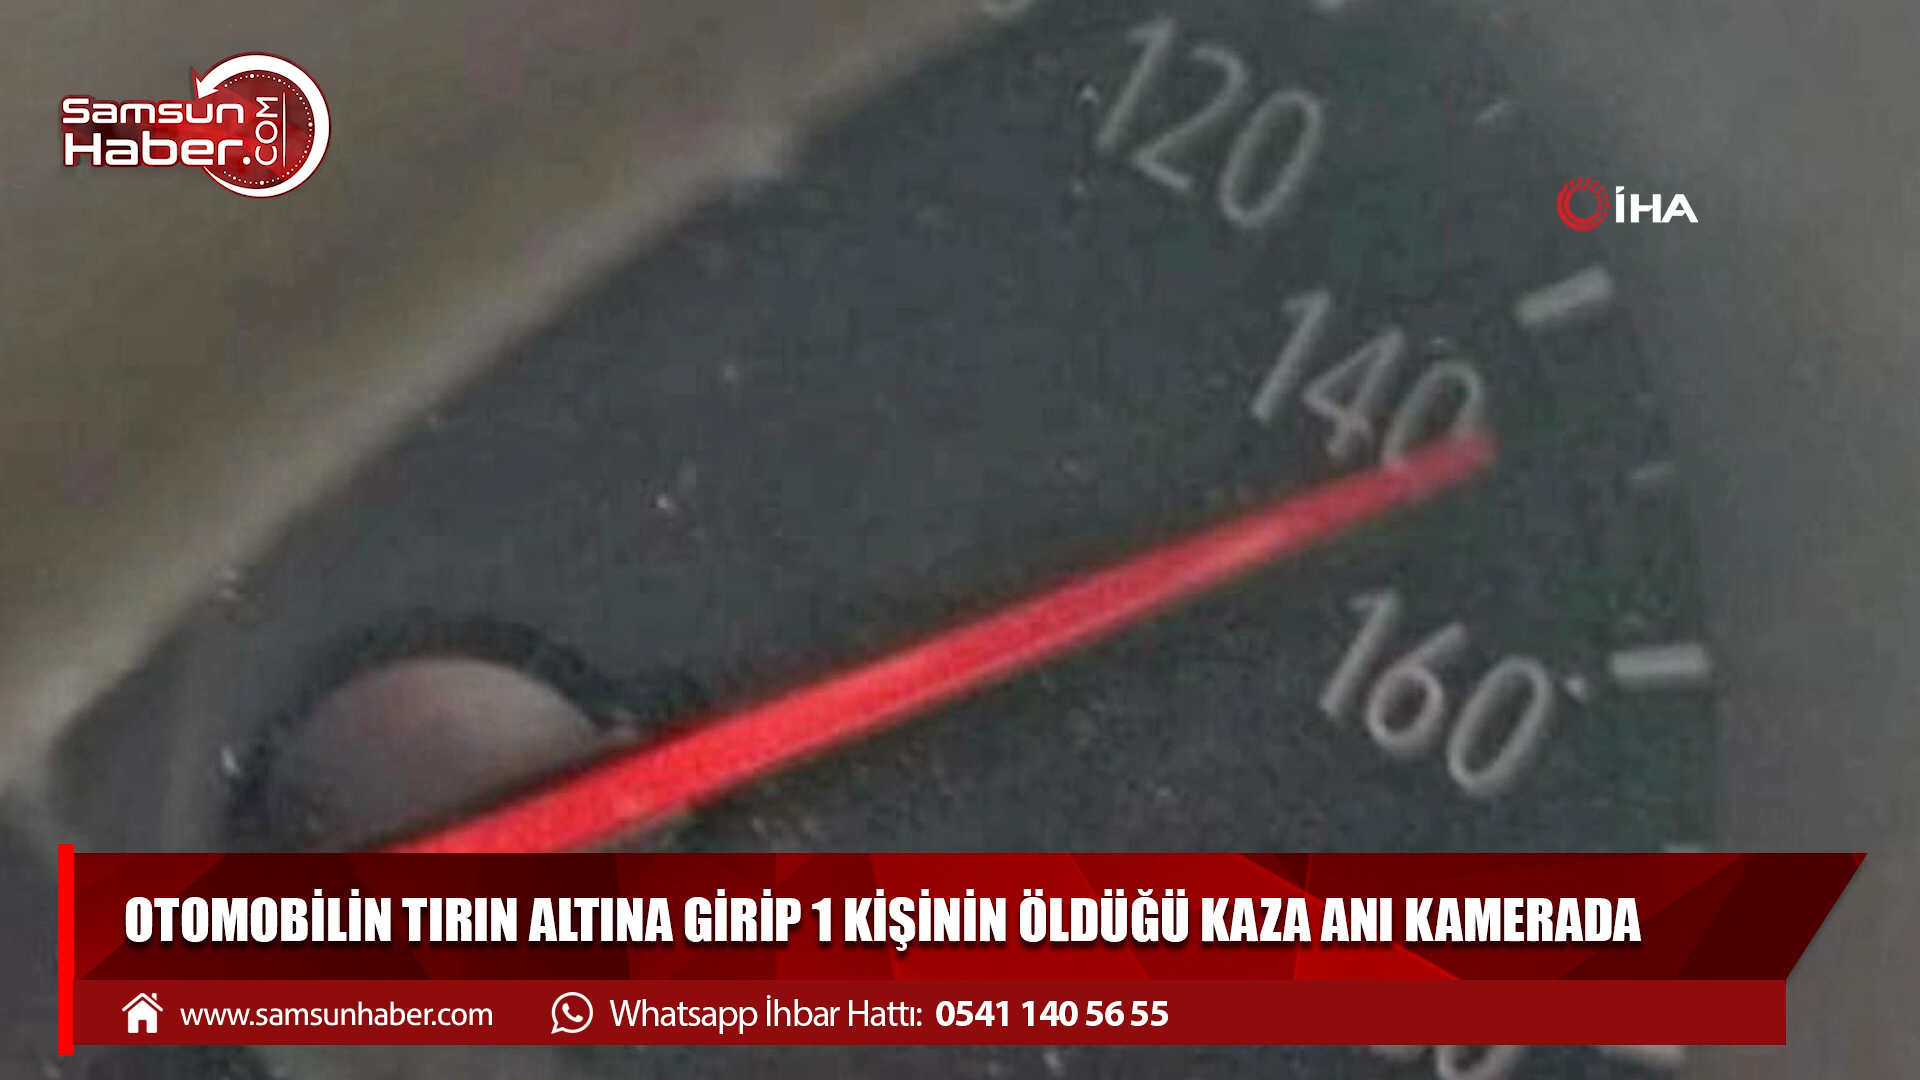 Samsun
Haber.COM
120
İHA
140
160
OTOMOBİLİN TIRIN ALTINA GİRİP 1 KİŞİNİN ÖLDÜĞÜ KAZA ANI KAMERADA
www.samsunhaber.com Whatsapp İhbar Hattı: 0541 140 56 55